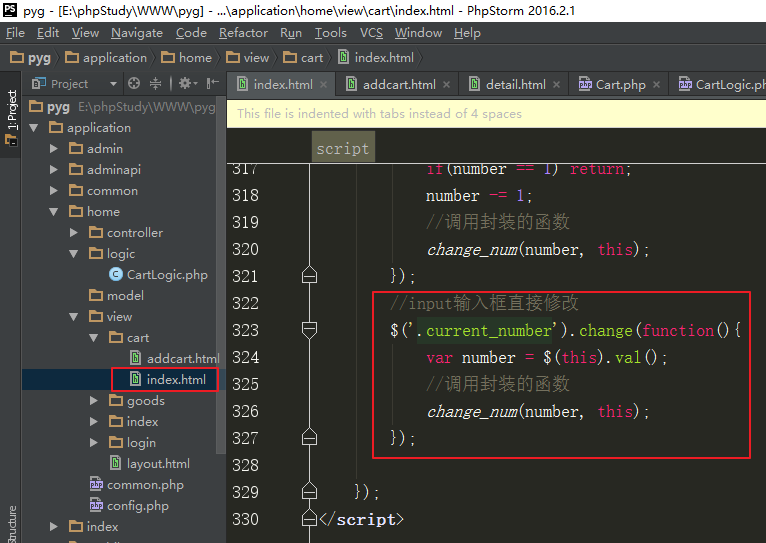 PS pyg - [E:\phpStudy\WWW\pyg] - ...\application\home\view\cart\index.html - PhpStorm 2016.2.1
File Edit View Navigate Code Refactor Run Tools VCS Window Help
pyg application home view cart index.html
Project index.html addcart.html detail.html Cart.php CartLogic.ph
1: Project
pyg E:\phpStudy\WWW\pyg
This file is indented with tabs instead of 4 spaces
application
admin
adminapi
common
home
controller
logic
CartLogic.php
model
view
cart
addcart.html
index.html
goods
index
login
layout.html
common.php
config.php
index
Structure
script
317 if(number == 1) return;
318 number -= 1;
319 //调用封装的函数
320 change_num(number, this);
321 });
322 //input输入框直接修改
323 $('.current_number').change(function(){
324 var number = $(this).val();
325 //调用封装的函数
326 change_num(number, this);
327 });
328
329 });
330 </script>